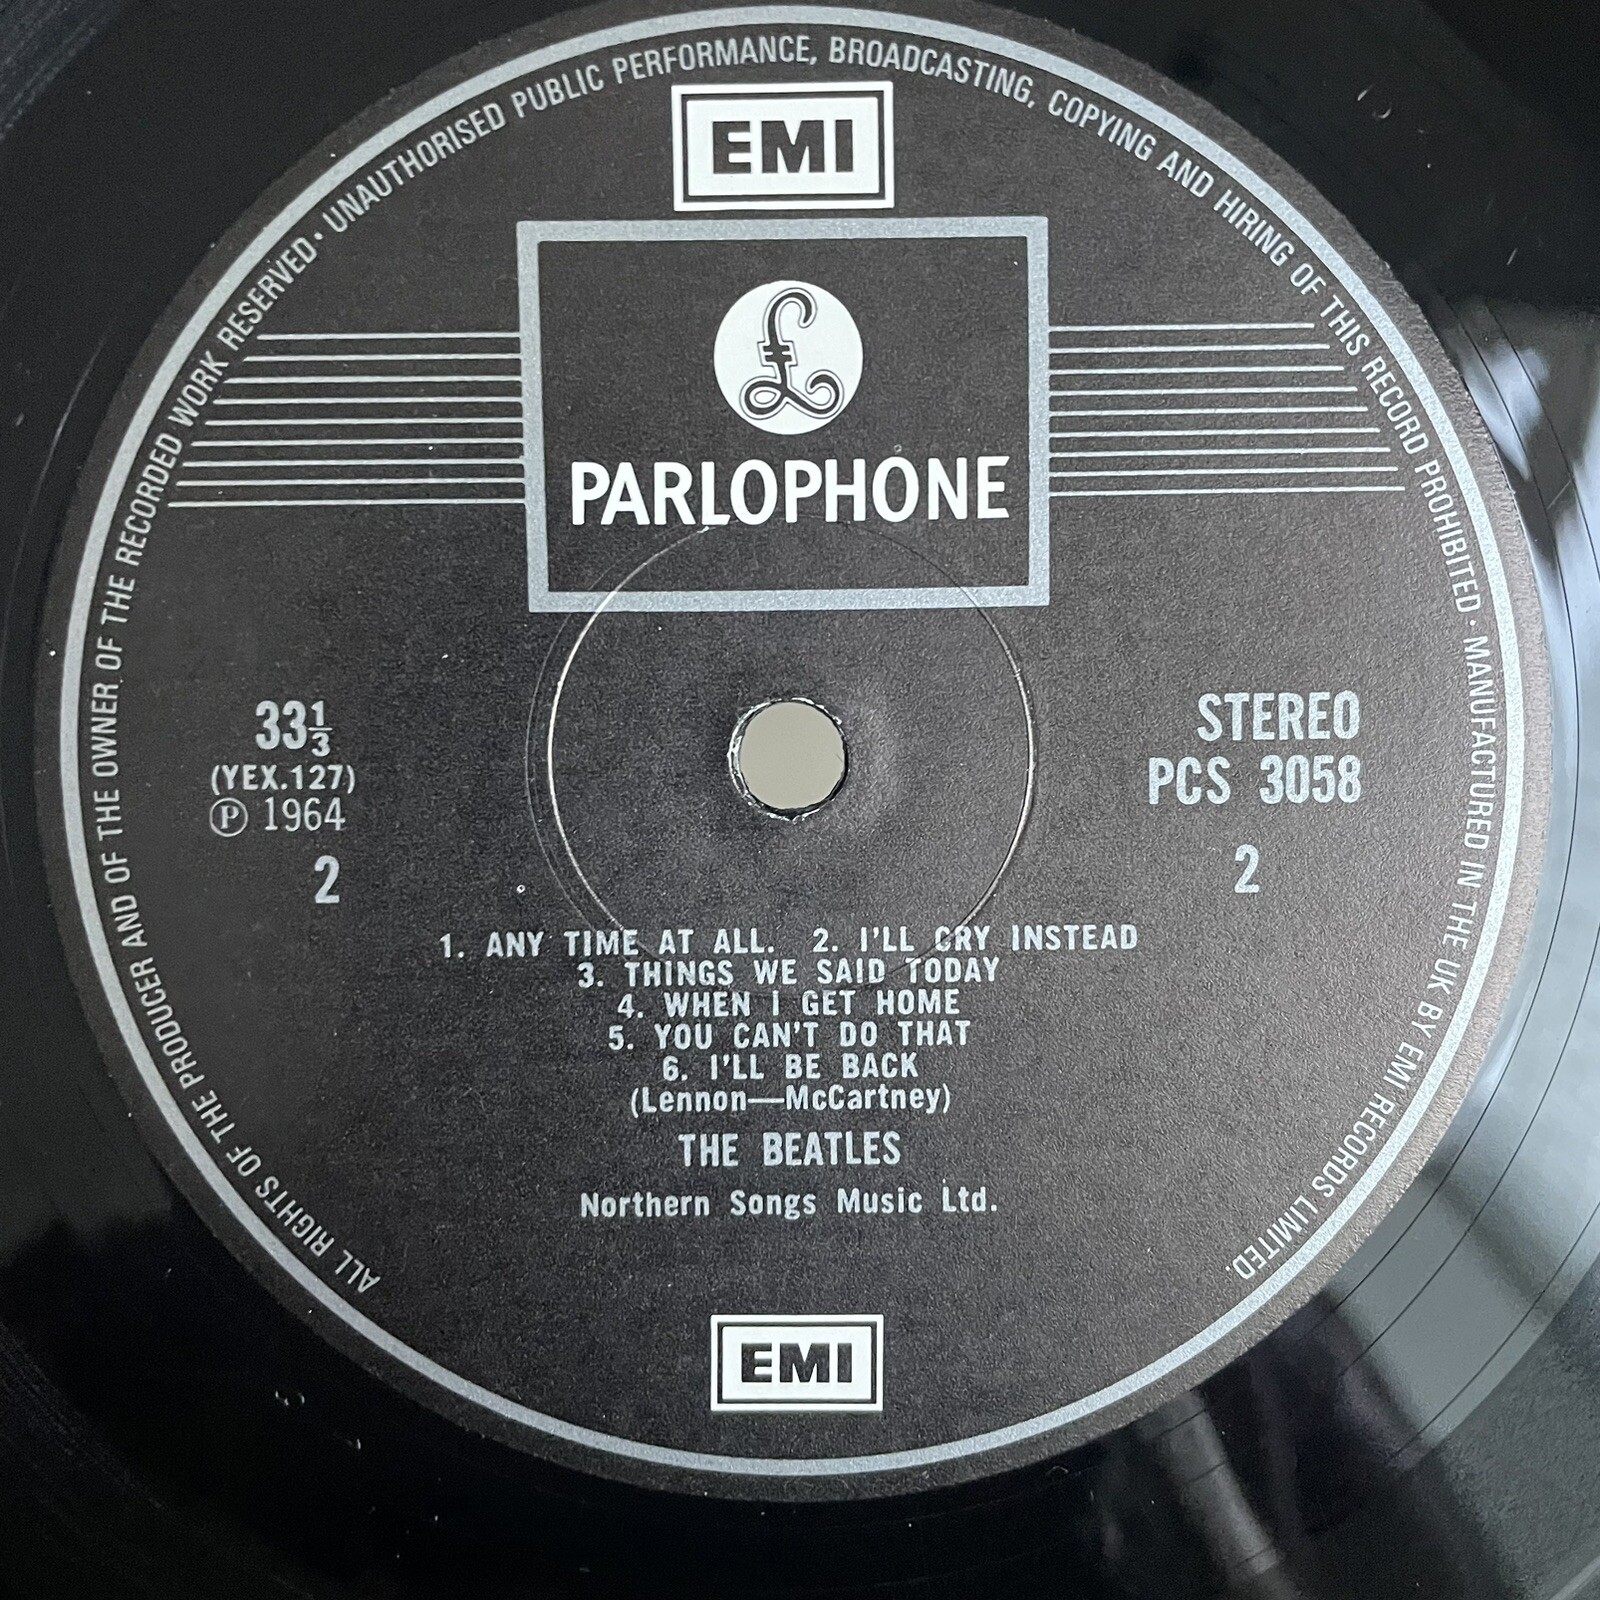 ALL RIGHTS OF THE PRODUCER AND OF THE OWNER OF THE RECORDED WORK RESERVED · UNAUTHORISED PUBLIC PERFORMANCE, BROADCASTING, COPYING AND HIRING OF THIS RECORD PROHIBITED · MANUFACTURED IN THE UK BY EMI RECORDS LIMITED.
EMI
£
PARLOPHONE
33⅓
(YEX.127)
Ⓟ 1964
2
STEREO
PCS 3058
2
1. ANY TIME AT ALL. 2. I'LL CRY INSTEAD
3. THINGS WE SAID TODAY
4. WHEN I GET HOME
5. YOU CAN'T DO THAT
6. I'LL BE BACK
(Lennon—McCartney)
THE BEATLES
Northern Songs Music Ltd.
EMI